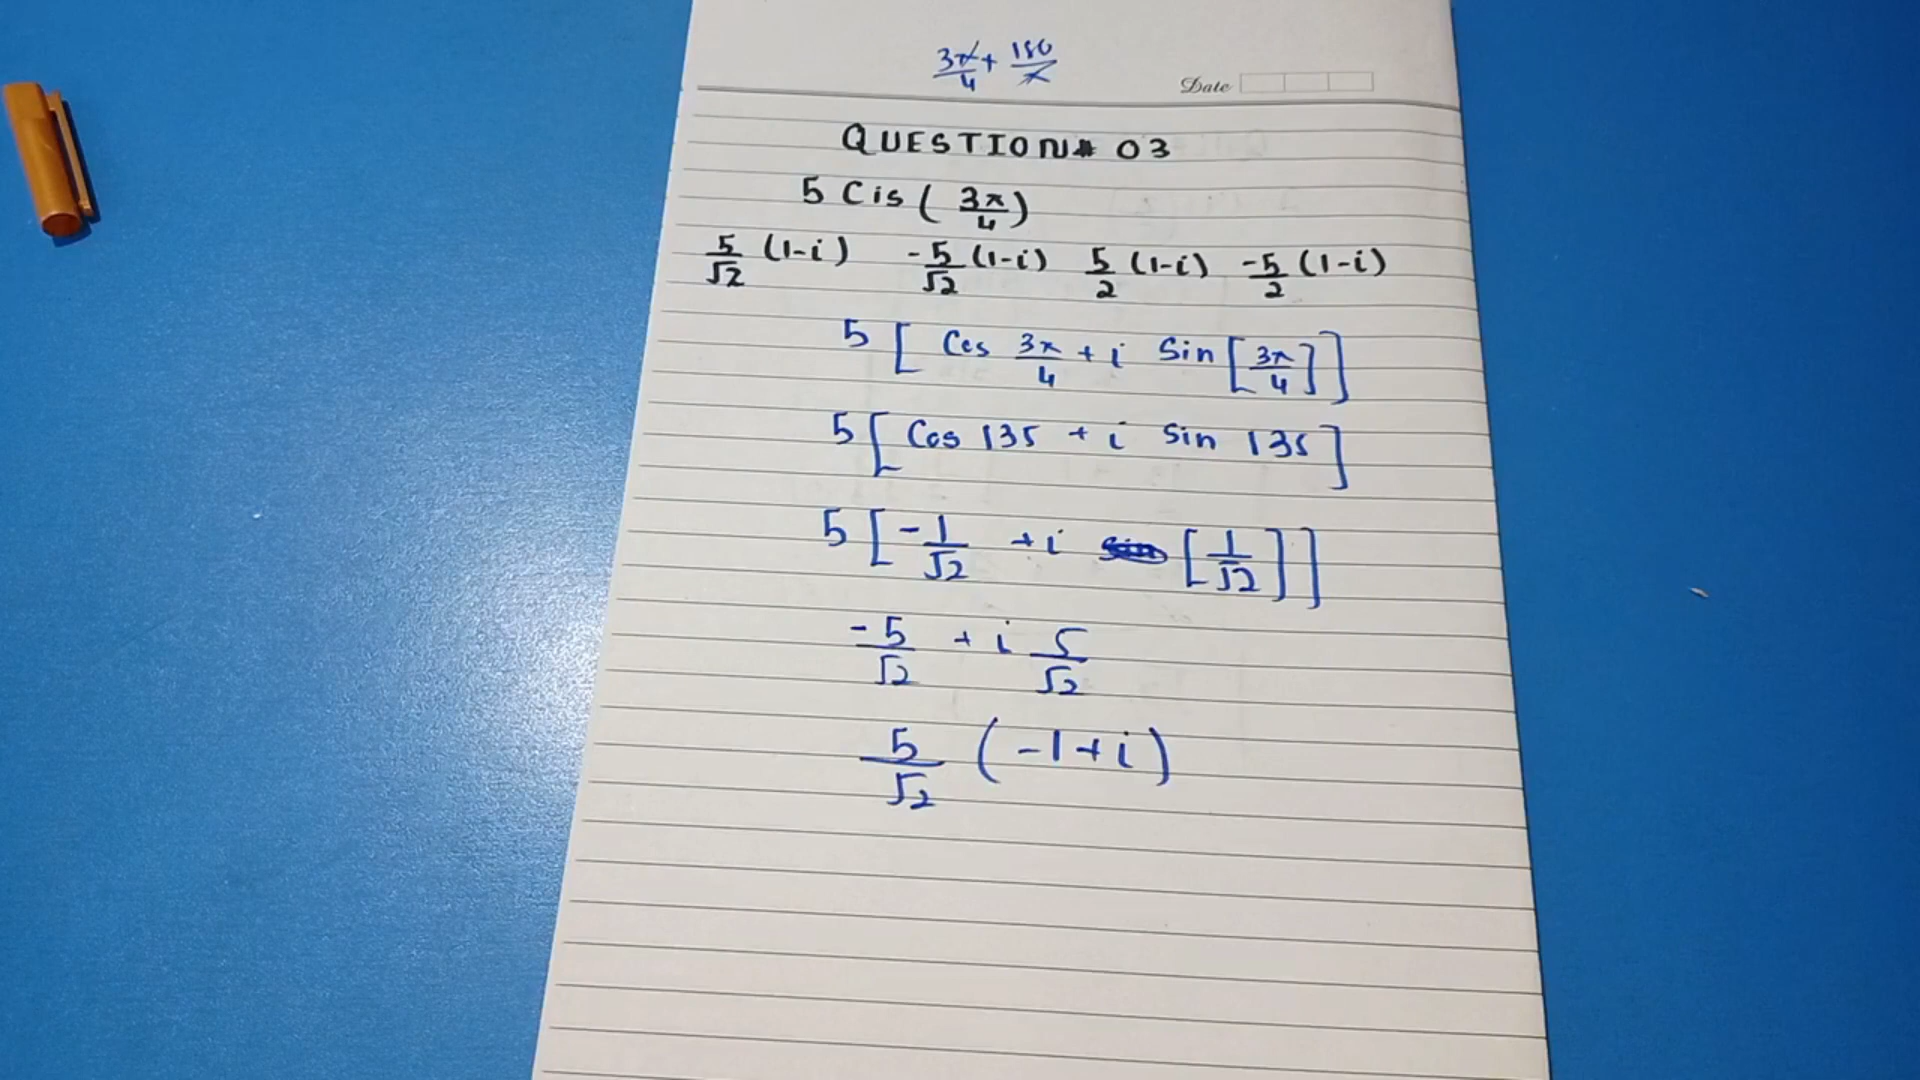 3π/4 + 180/π
Date
QUESTION# 03
5 Cis ( 3π/4 )
5/√2 (1-i) -5/√2 (1-i) 5/2 (1-i) -5/2 (1-i)
5 [ Cos 3π/4 + i Sin [ 3π/4 ] ]
5 [ Cos 135 + i Sin 135 ]
5 [ -1/√2 + i [ 1/√2 ] ]
-5/√2 + i 5/√2
5/√2 ( -1+i )